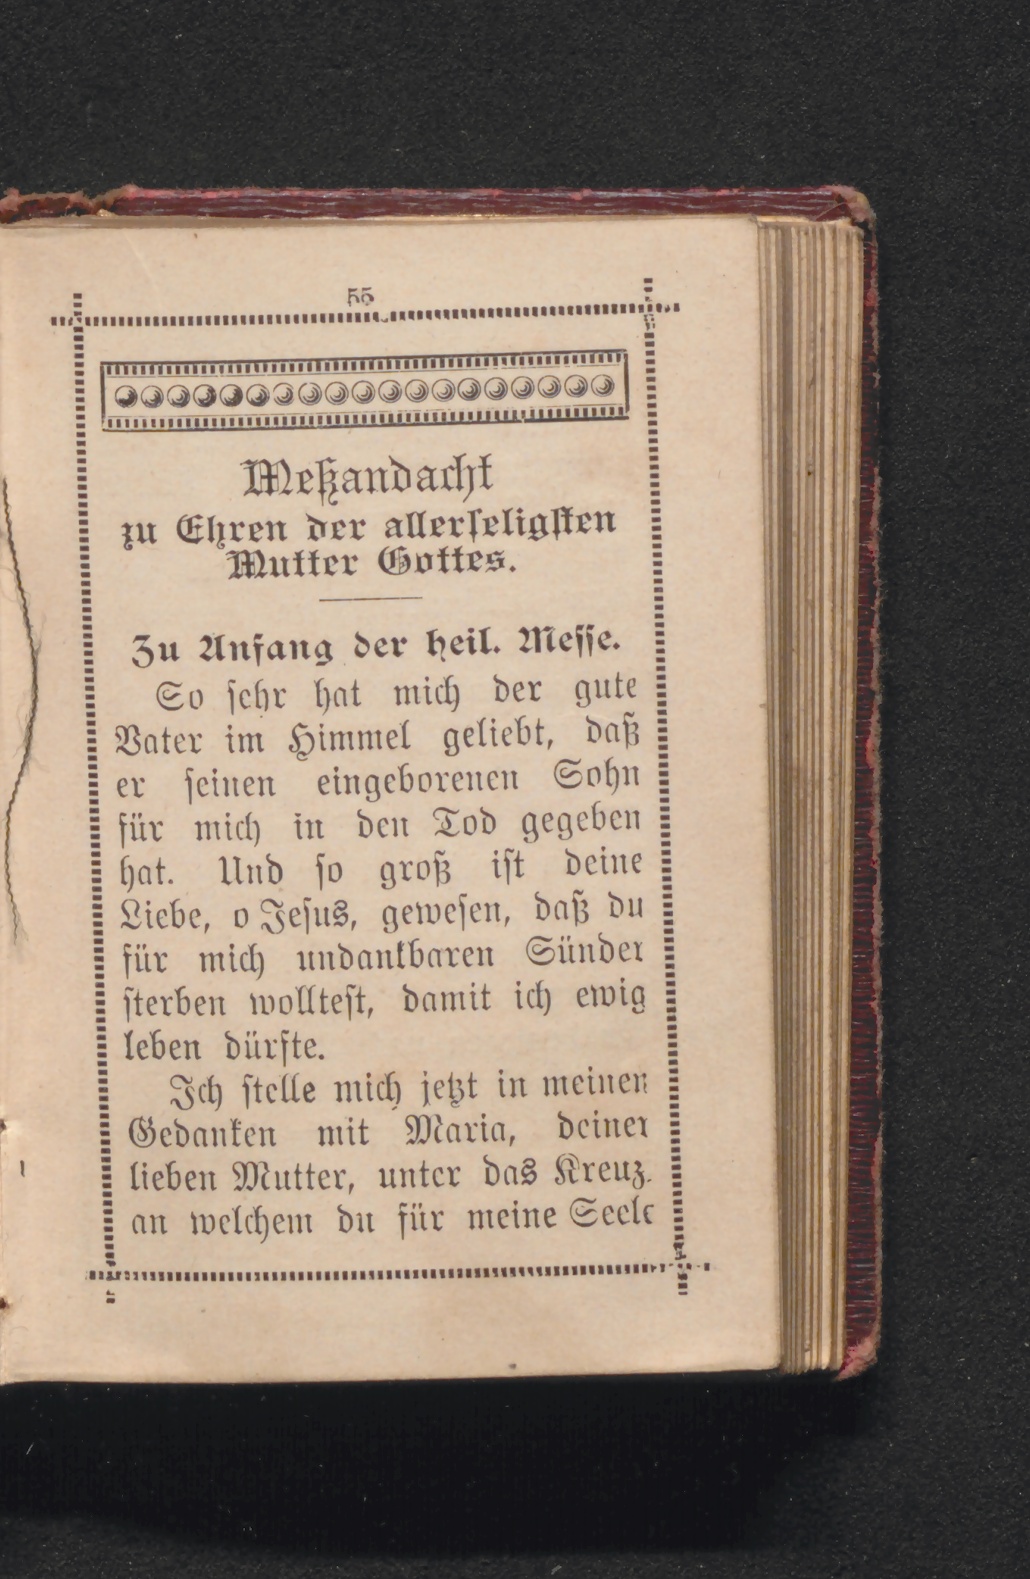 55
Meßandacht
zu Ehren der allerseligsten
Mutter Gottes.
Zu Anfang der heil. Messe.
So sehr hat mich der gute
Vater im Himmel geliebt, daß
er seinen eingeborenen Sohn
für mich in den Tod gegeben
hat. Und so groß ist deine
Liebe, o Jesus, gewesen, daß du
für mich undankbaren Sünder
sterben wolltest, damit ich ewig
leben dürfte.
Ich stelle mich jetzt in meinen
Gedanken mit Maria, deiner
lieben Mutter, unter das Kreuz,
an welchem du für meine Seele